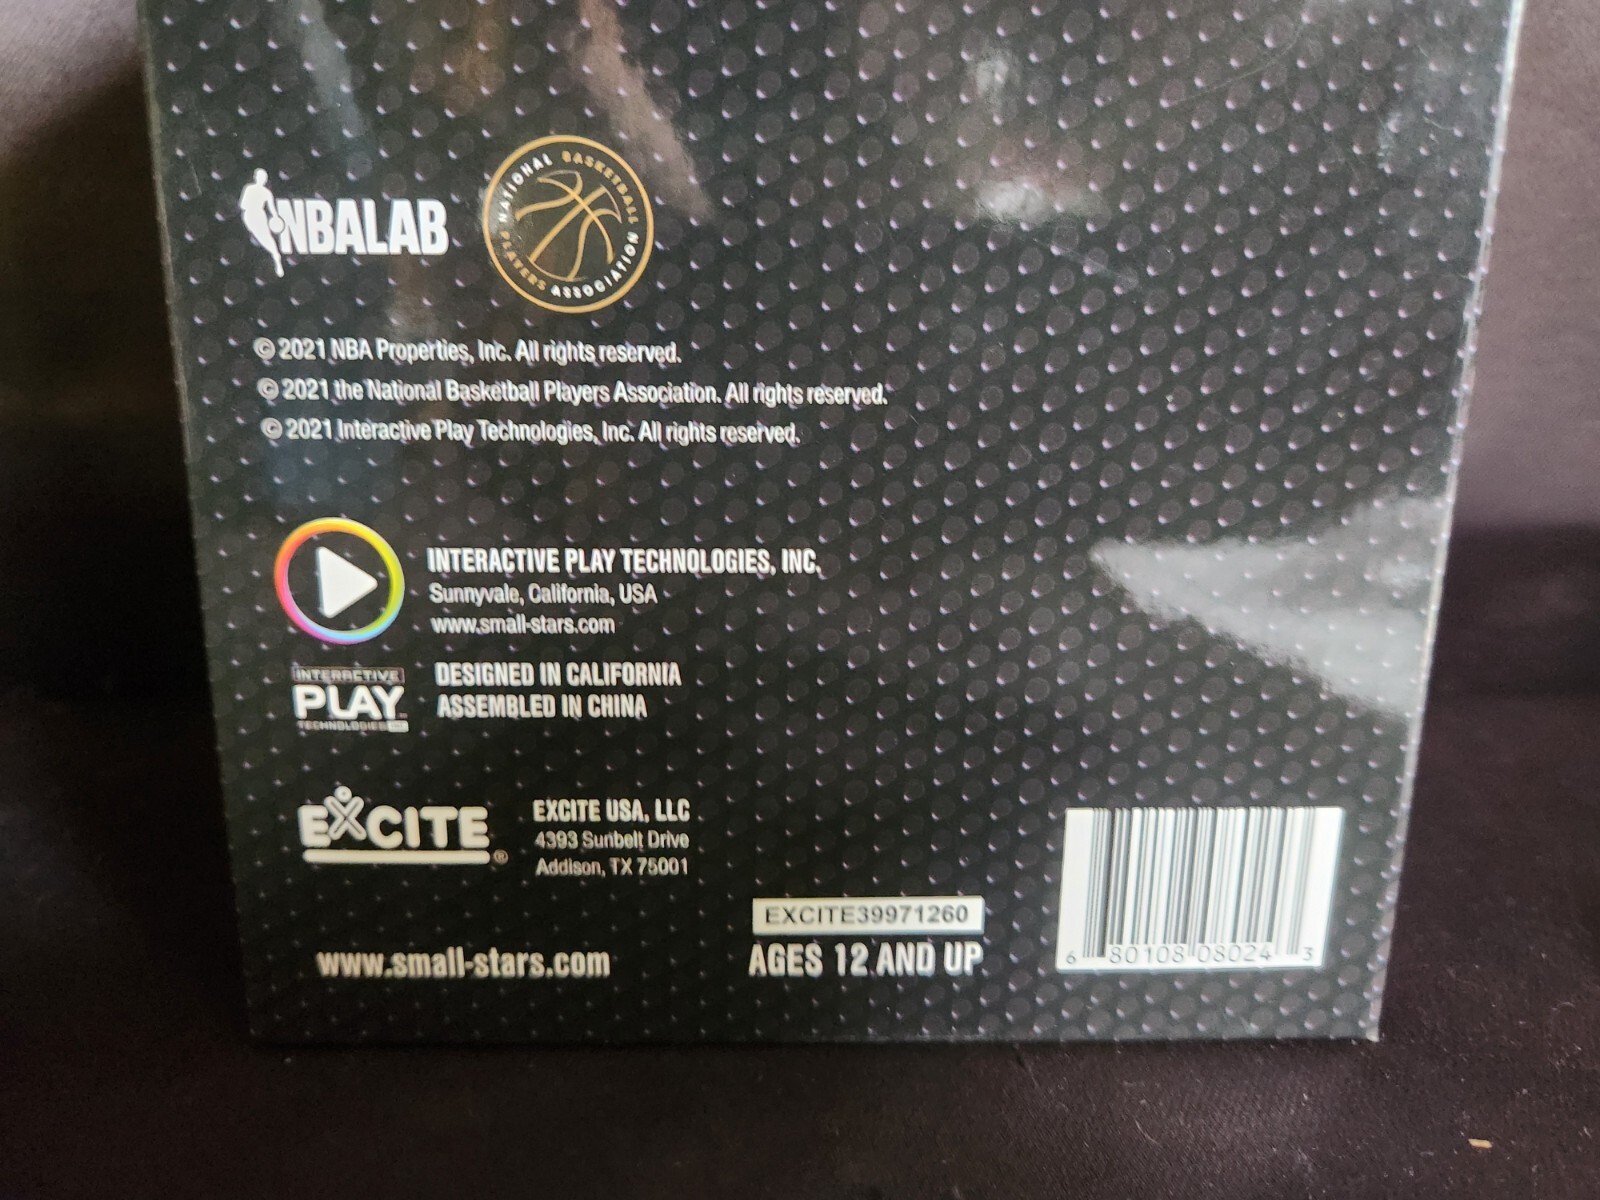 NBALAB
NATIONAL BASKETBALL PLAYERS ASSOCIATION
© 2021 NBA Properties, Inc. All rights reserved.
© 2021 the National Basketball Players Association. All rights reserved.
© 2021 Interactive Play Technologies, Inc. All rights reserved.
INTERACTIVE PLAY TECHNOLOGIES, INC.
Sunnyvale, California, USA
www.small-stars.com
INTERACTIVE
PLAY
TECHNOLOGIES INC
DESIGNED IN CALIFORNIA
ASSEMBLED IN CHINA
EXCITE®
EXCITE USA, LLC
4393 Sunbelt Drive
Addison, TX 75001
EXCITE39971260
www.small-stars.com
AGES 12 AND UP
6 80108 08024 3